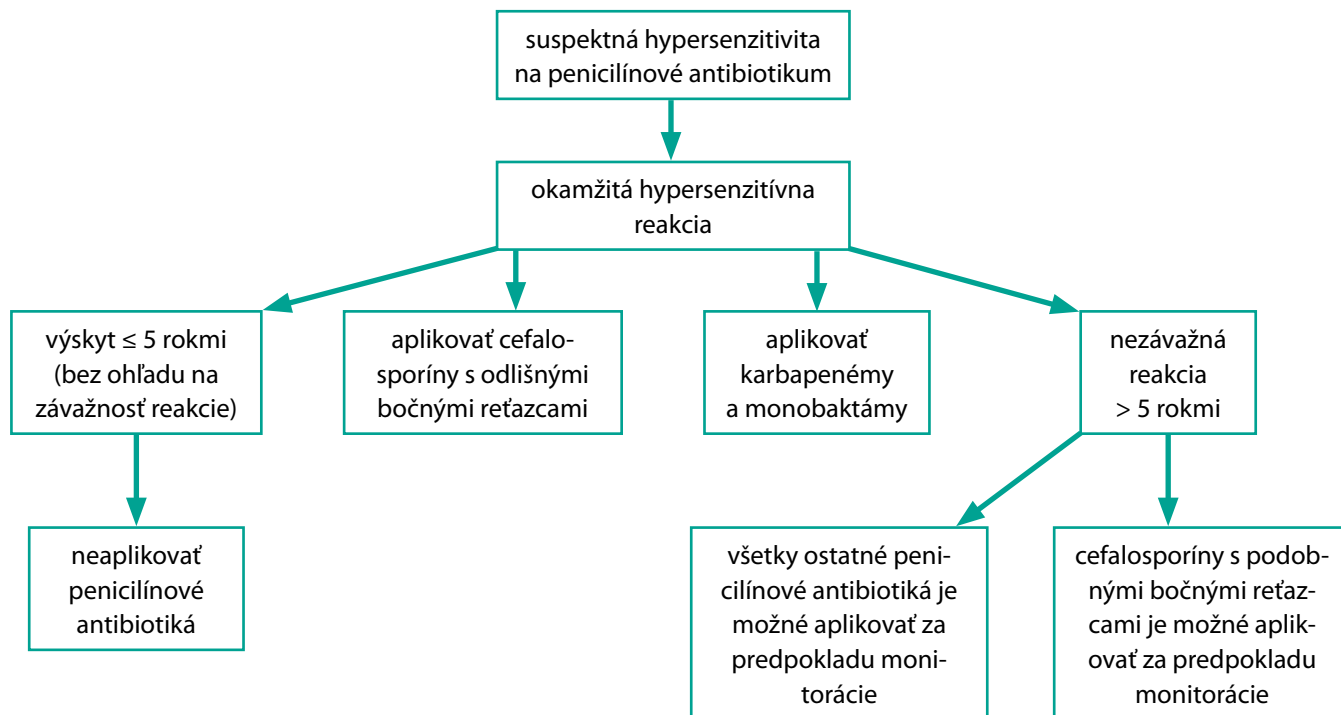 suspektná hypersenzitivita
na penicilínové antibiotikum
okamžitá hypersenzitívna
reakcia
výskyt ≤ 5 rokmi
(bez ohľadu na
závažnosť reakcie)
aplikovať cefalo-
sporíny s odlišnými
bočnými reťazcami
aplikovať
karbapenémy
a monobaktámy
nezávažná
reakcia
> 5 rokmi
neaplikovať
penicilínové
antibiotiká
všetky ostatné peni-
cilínové antibiotiká je
možné aplikovať za
predpokladu moni-
torácie
cefalosporíny s podob-
nými bočnými reťaz-
cami je možné aplik-
ovať za predpokladu
monitorácie